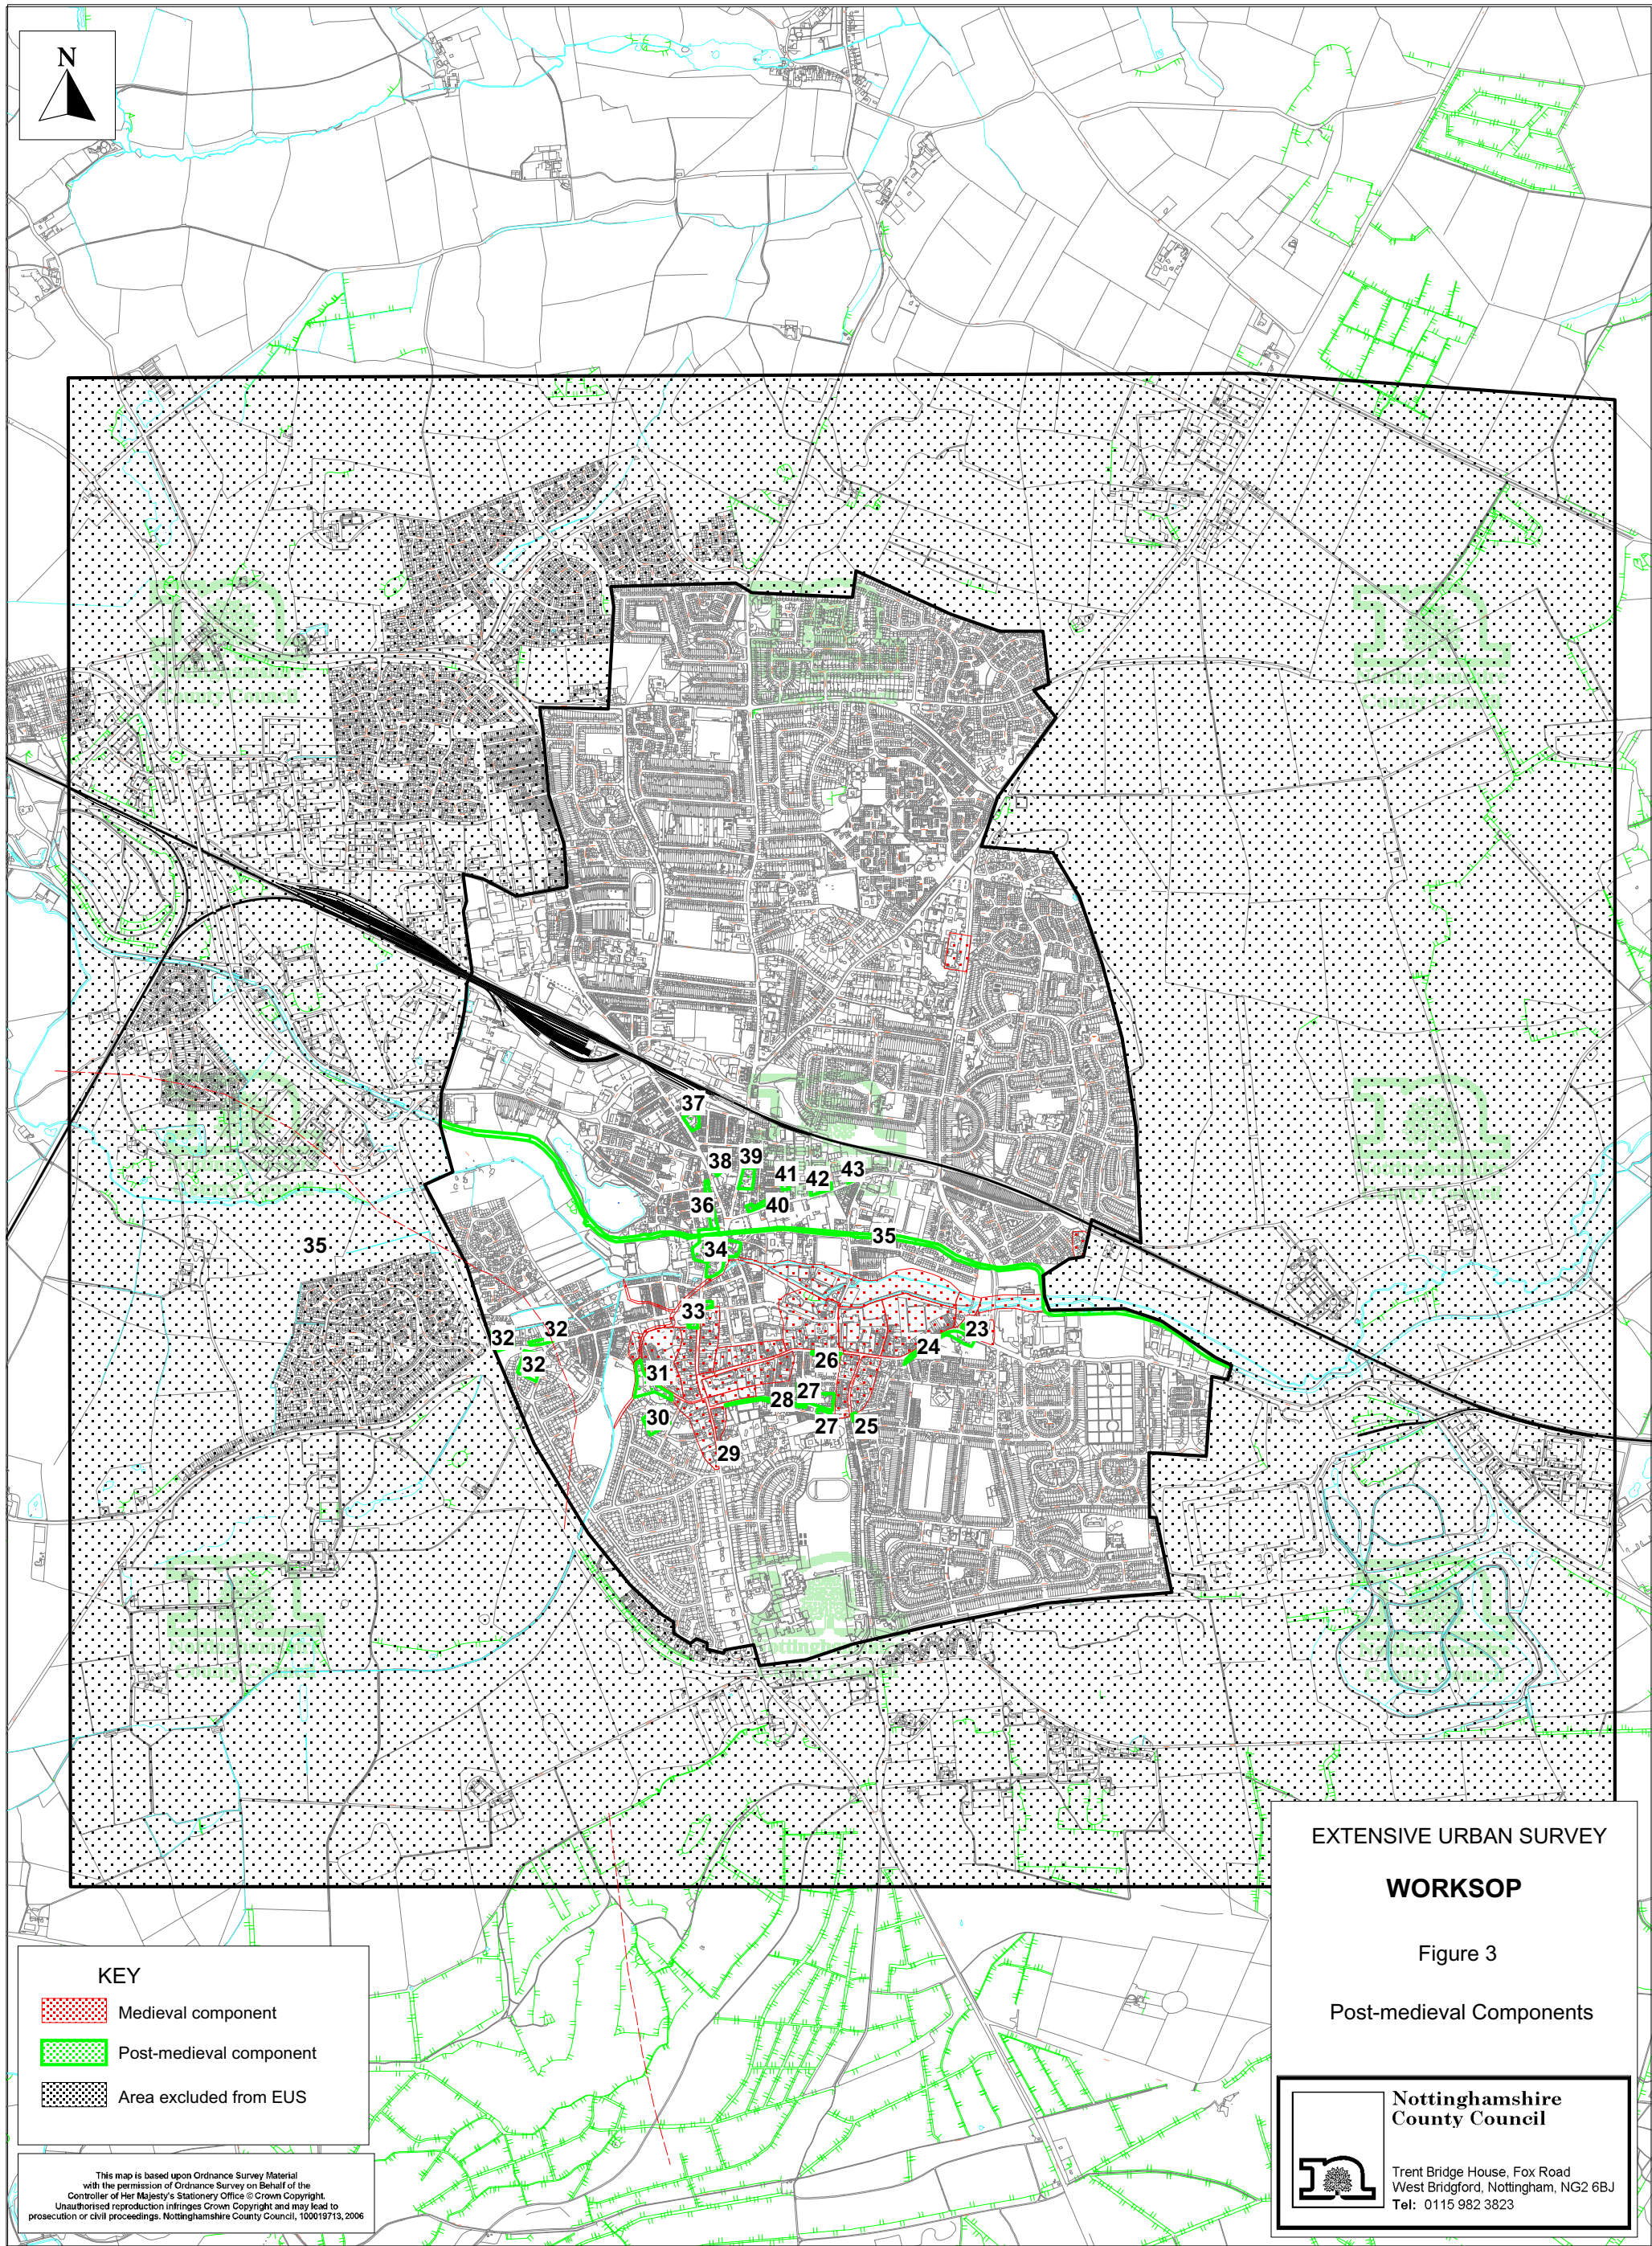 N
37
38
39
41
42
43
36
40
35
34
35
33
32
32
32
31
30
23
24
26
27
28
27
25
29
EXTENSIVE URBAN SURVEY
WORKSOP
Figure 3
Post-medieval Components
KEY
Medieval component
Post-medieval component
Area excluded from EUS
This map is based upon Ordnance Survey Material
with the permission of Ordnance Survey on Behalf of the
Controller of Her Majesty's Stationery Office © Crown Copyright.
Unauthorised reproduction infringes Crown Copyright and may lead to
prosecution or civil proceedings. Nottinghamshire County Council, 100019713, 2006
Nottinghamshire
County Council
Trent Bridge House, Fox Road
West Bridgford, Nottingham, NG2 6BJ
Tel: 0115 982 3823